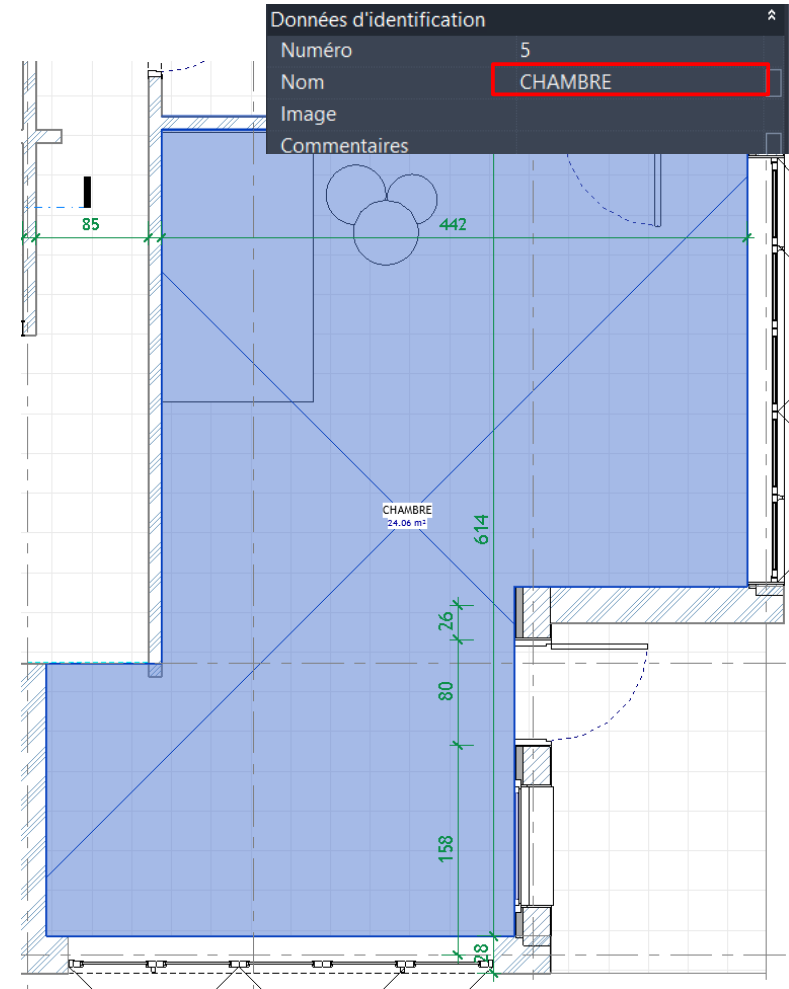 Données d'identification
Numéro 5
Nom CHAMBRE
Image
Commentaires
85
442
CHAMBRE
24.06 m²
614
26
80
158
28